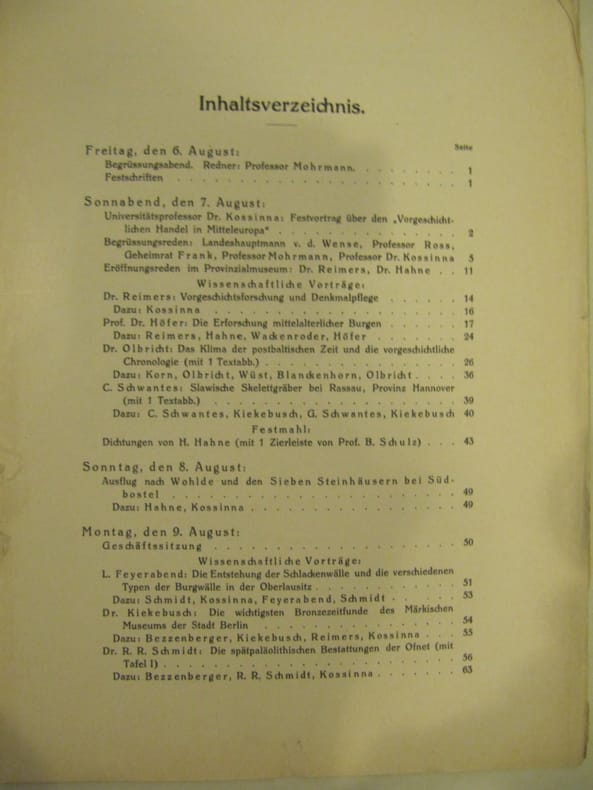 Inhaltsverzeichnis.
Seite
Freitag, den 6. August:
Begrüssungsabend. Redner: Professor Mohrmann. . . . . . . . 1
Festschriften . . . . . . . . . . . . . . . . . . . . 1
Sonnabend, den 7. August:
Universitätsprofessor Dr. Kossinna: Festvortrag über den „Vorgeschicht-
lichen Handel in Mitteleuropa“ . . . . . . . . . . . . . 2
Begrüssungsreden: Landeshauptmann v. d. Wense, Professor Ross,
Geheimrat Frank, Professor Mohrmann, Professor Dr. Kossinna 5
Eröffnungsreden im Provinzialmuseum: Dr. Reimers, Dr. Hahne . . 11
Wissenschaftliche Vorträge:
Dr. Reimers: Vorgeschichtsforschung und Denkmalpflege . . . . . . 14
Dazu: Kossinna . . . . . . . . . . . . . . . . . . 16
Prof. Dr. Höfer: Die Erforschung mittelalterlicher Burgen . . . . . 17
Dazu: Reimers, Hahne, Wackenroder, Höfer . . . . . . . 24
Dr. Olbricht: Das Klima der postbaltischen Zeit und die vorgeschichtliche
Chronologie (mit 1 Textabb.) . . . . . . . . . . . . . 26
Dazu: Korn, Olbricht, Wüst, Blanckenhorn, Olbricht . . . . 36
C. Schwantes: Slawische Skelettgräber bei Rassau, Provinz Hannover
(mit 1 Textabb.) . . . . . . . . . . . . . . . . . . 39
Dazu: C. Schwantes, Kiekebusch, G. Schwantes, Kiekebusch 40
Festmahl:
Dichtungen von H. Hahne (mit 1 Zierleiste von Prof. B. Schulz) . . . 43
Sonntag, den 8. August:
Ausflug nach Wohlde und den Sieben Steinhäusern bei Süd-
bostel . . . . . . . . . . . . . . . . . . . . 49
Dazu: Hahne, Kossinna . . . . . . . . . . . . . . . 49
Montag, den 9. August:
Geschäftssitzung . . . . . . . . . . . . . . . . . . 50
Wissenschaftliche Vorträge:
L. Feyerabend: Die Entstehung der Schlackenwälle und die verschiedenen
Typen der Burgwälle in der Oberlausitz . . . . . . . . . . 51
Dazu: Schmidt, Kossinna, Feyerabend, Schmidt . . . . . 53
Dr. Kiekebusch: Die wichtigsten Bronzezeitfunde des Märkischen
Museums der Stadt Berlin . . . . . . . . . . . . . . 54
Dazu: Bezzenberger, Kiekebusch, Reimers, Kossinna . . . 55
Dr. R. R. Schmidt: Die spätpaläolithischen Bestattungen der Ofnet (mit
Tafel I) . . . . . . . . . . . . . . . . . . . . . 56
Dazu: Bezzenberger, R. R. Schmidt, Kossinna . . . . . . 63